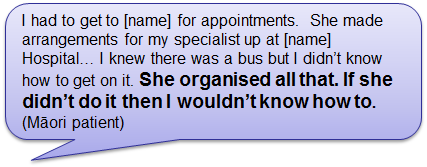 I had to get to [name] for appointments.  She made
arrangements for my specialist up at [name]
Hospital... I knew there was a bus but I didn’t know
how to get on it. She organised all that. If she
didn’t do it then I wouldn’t know how to.
(Māori patient)